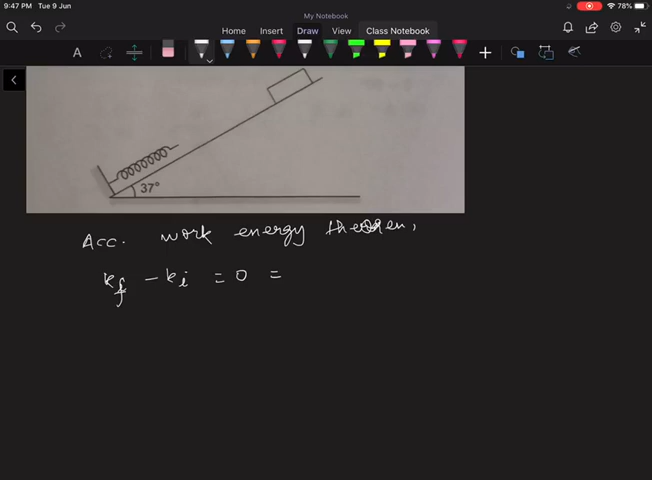 9:47 PM Tue 9 Jun
78%
My Notebook
Home Insert Draw View Class Notebook
A
37°
Acc. work energy theorem,
kf - ki = 0 =